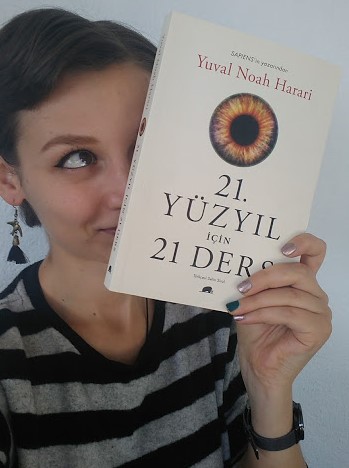 SAPIENS'in yazarından
Yuval Noah Harari
21.
YÜZYIL
İÇİN
21 DERS